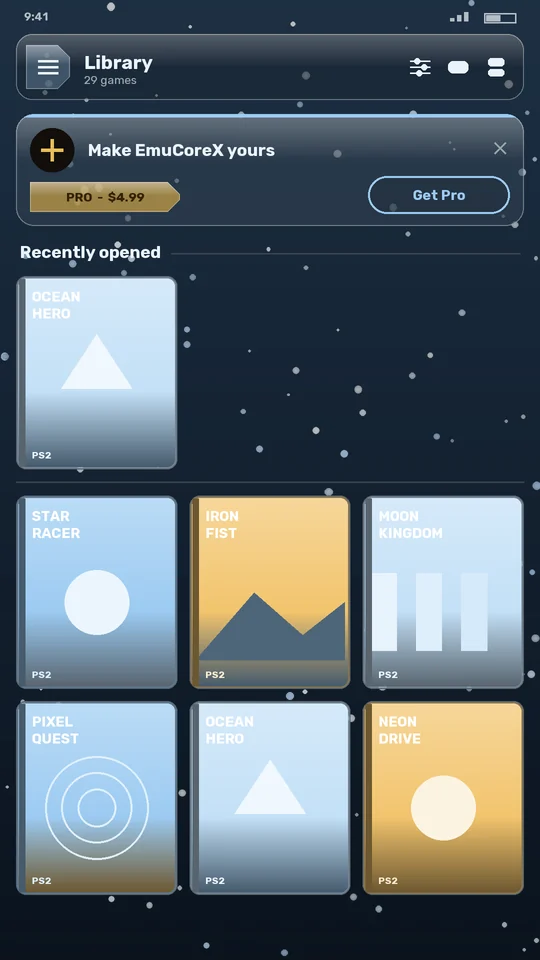 9:41
Library
29 games
Make EmuCoreX yours
PRO - $4.99
Get Pro
Recently opened
OCEAN
HERO
PS2
STAR
RACER
PS2
IRON
FIST
PS2
MOON
KINGDOM
PS2
PIXEL
QUEST
PS2
OCEAN
HERO
PS2
NEON
DRIVE
PS2